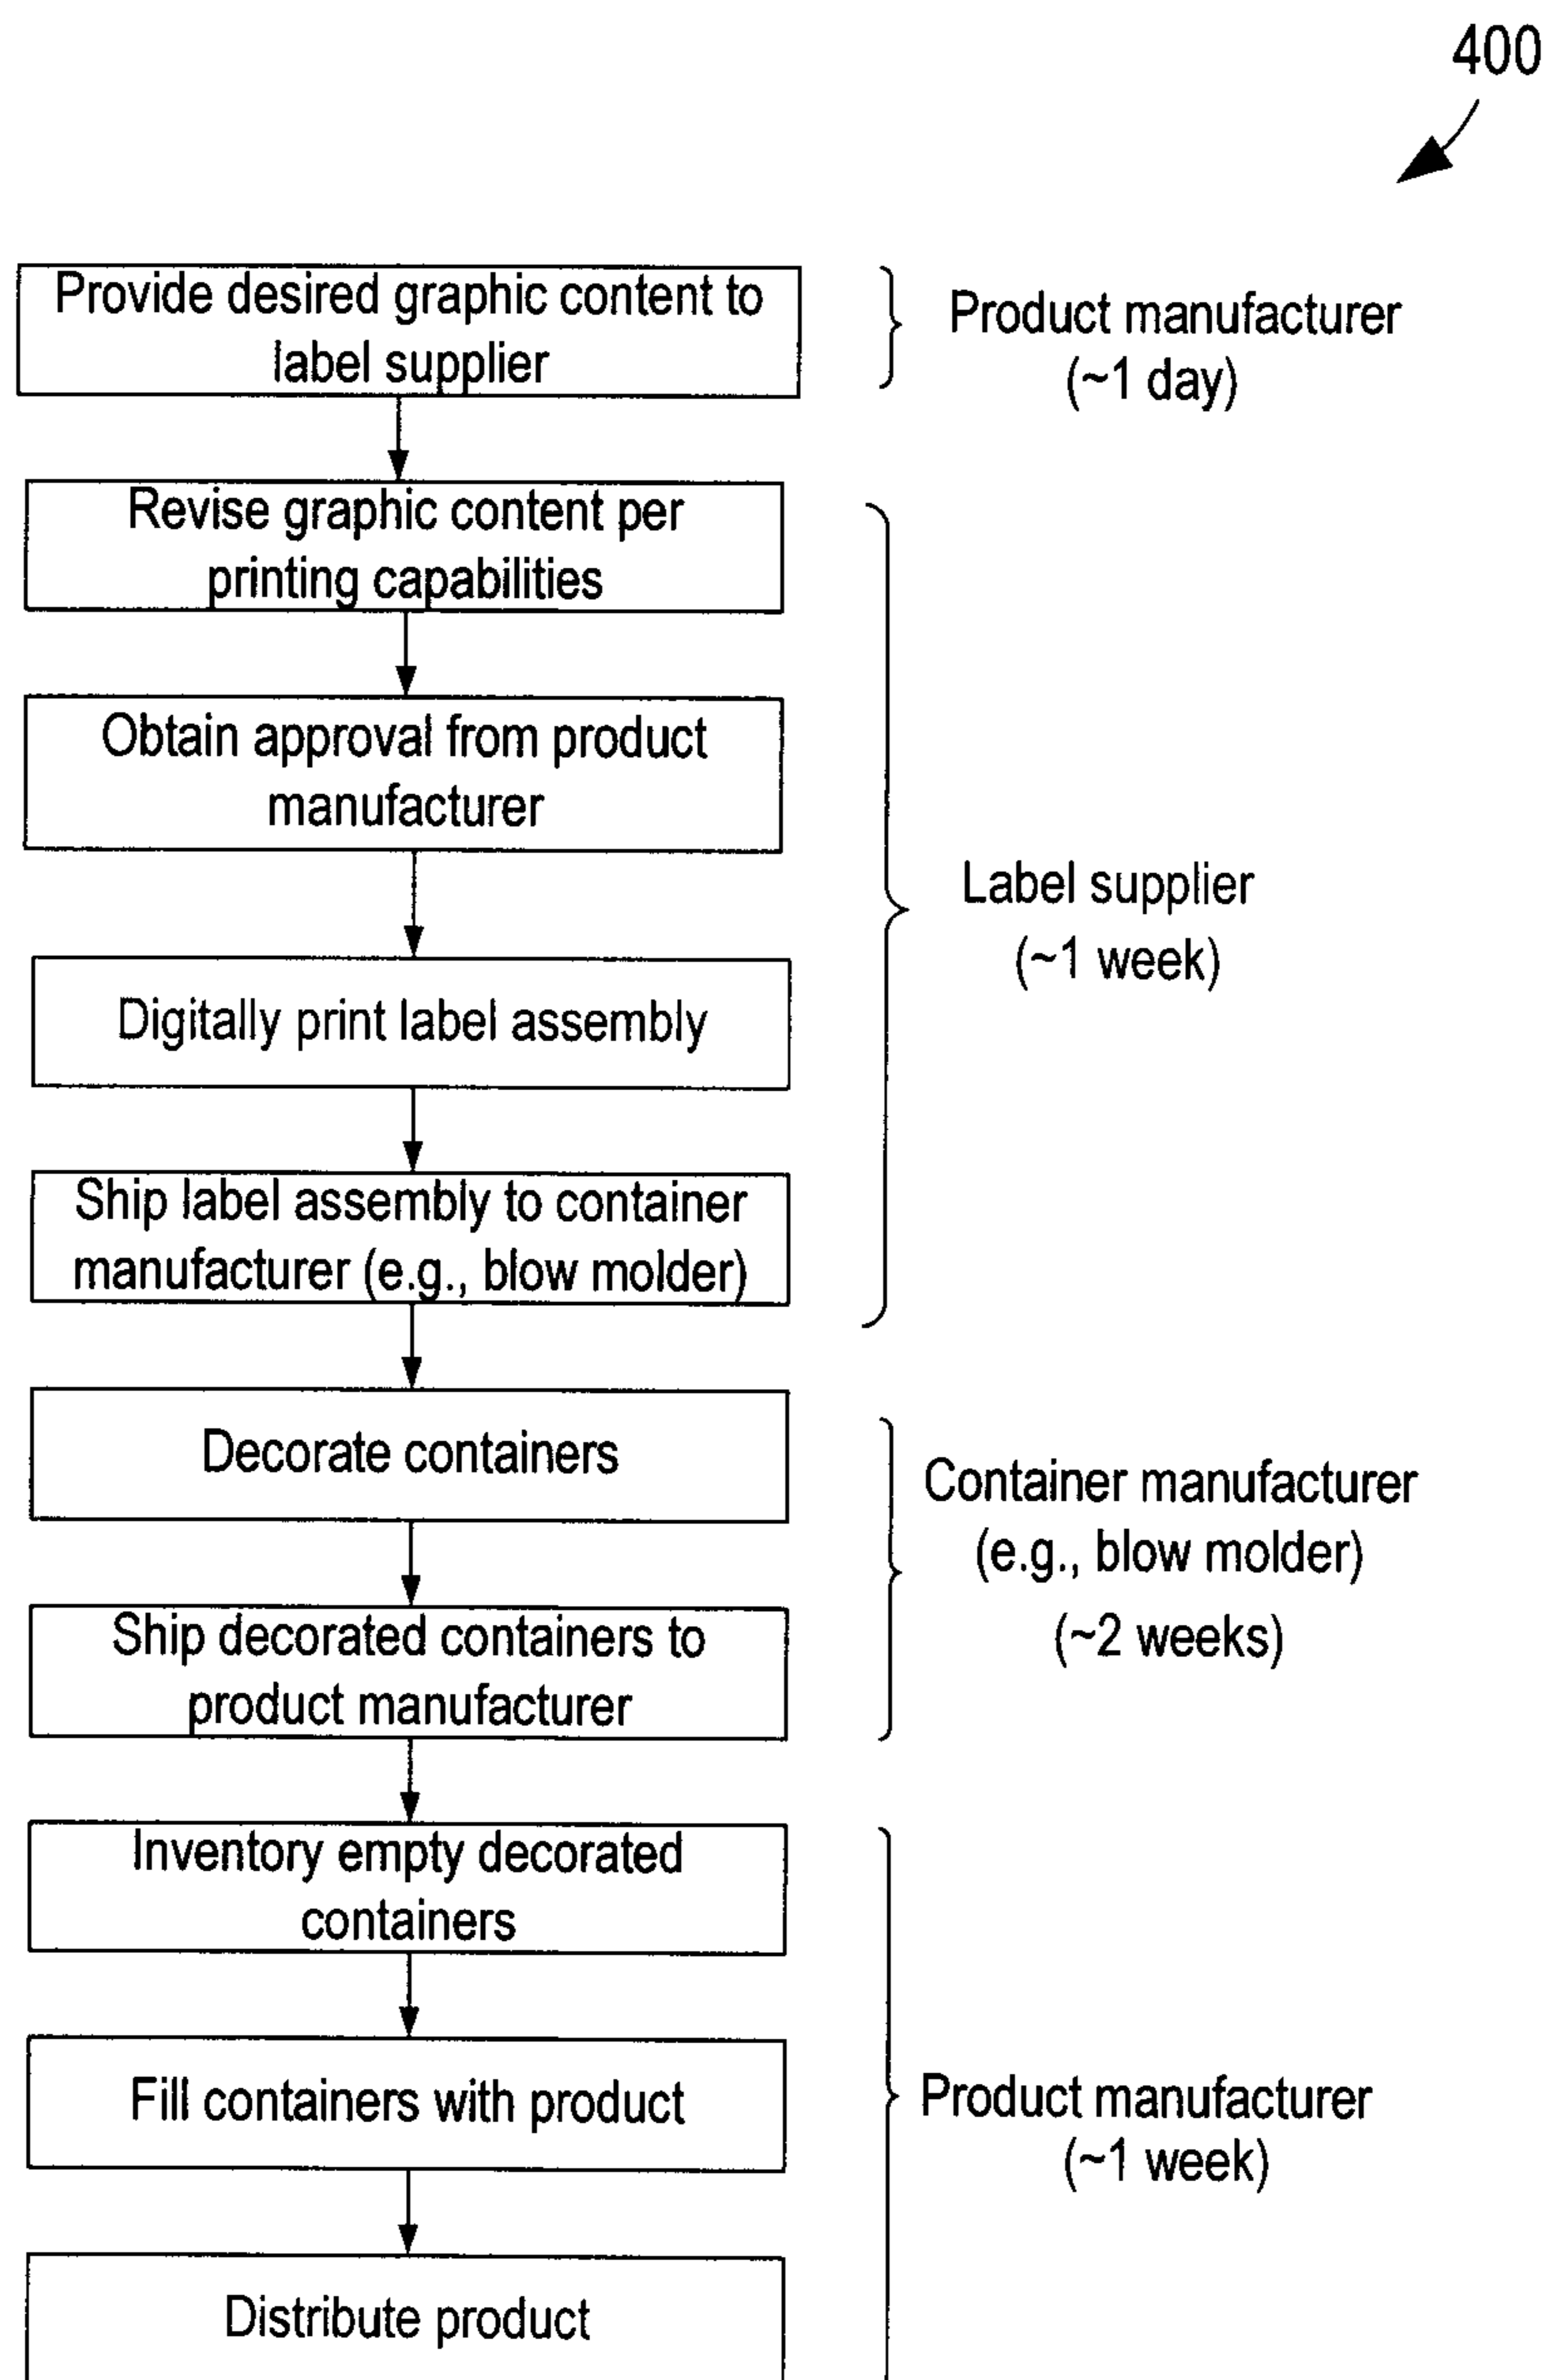 400
Provide desired graphic content to
label supplier
Product manufacturer
(~1 day)
Revise graphic content per
printing capabilities
Obtain approval from product
manufacturer
Digitally print label assembly
Ship label assembly to container
manufacturer (e.g., blow molder)
Label supplier
(~1 week)
Decorate containers
Ship decorated containers to
product manufacturer
Container manufacturer
(e.g., blow molder)
(~2 weeks)
Inventory empty decorated
containers
Fill containers with product
Distribute product
Product manufacturer
(~1 week)